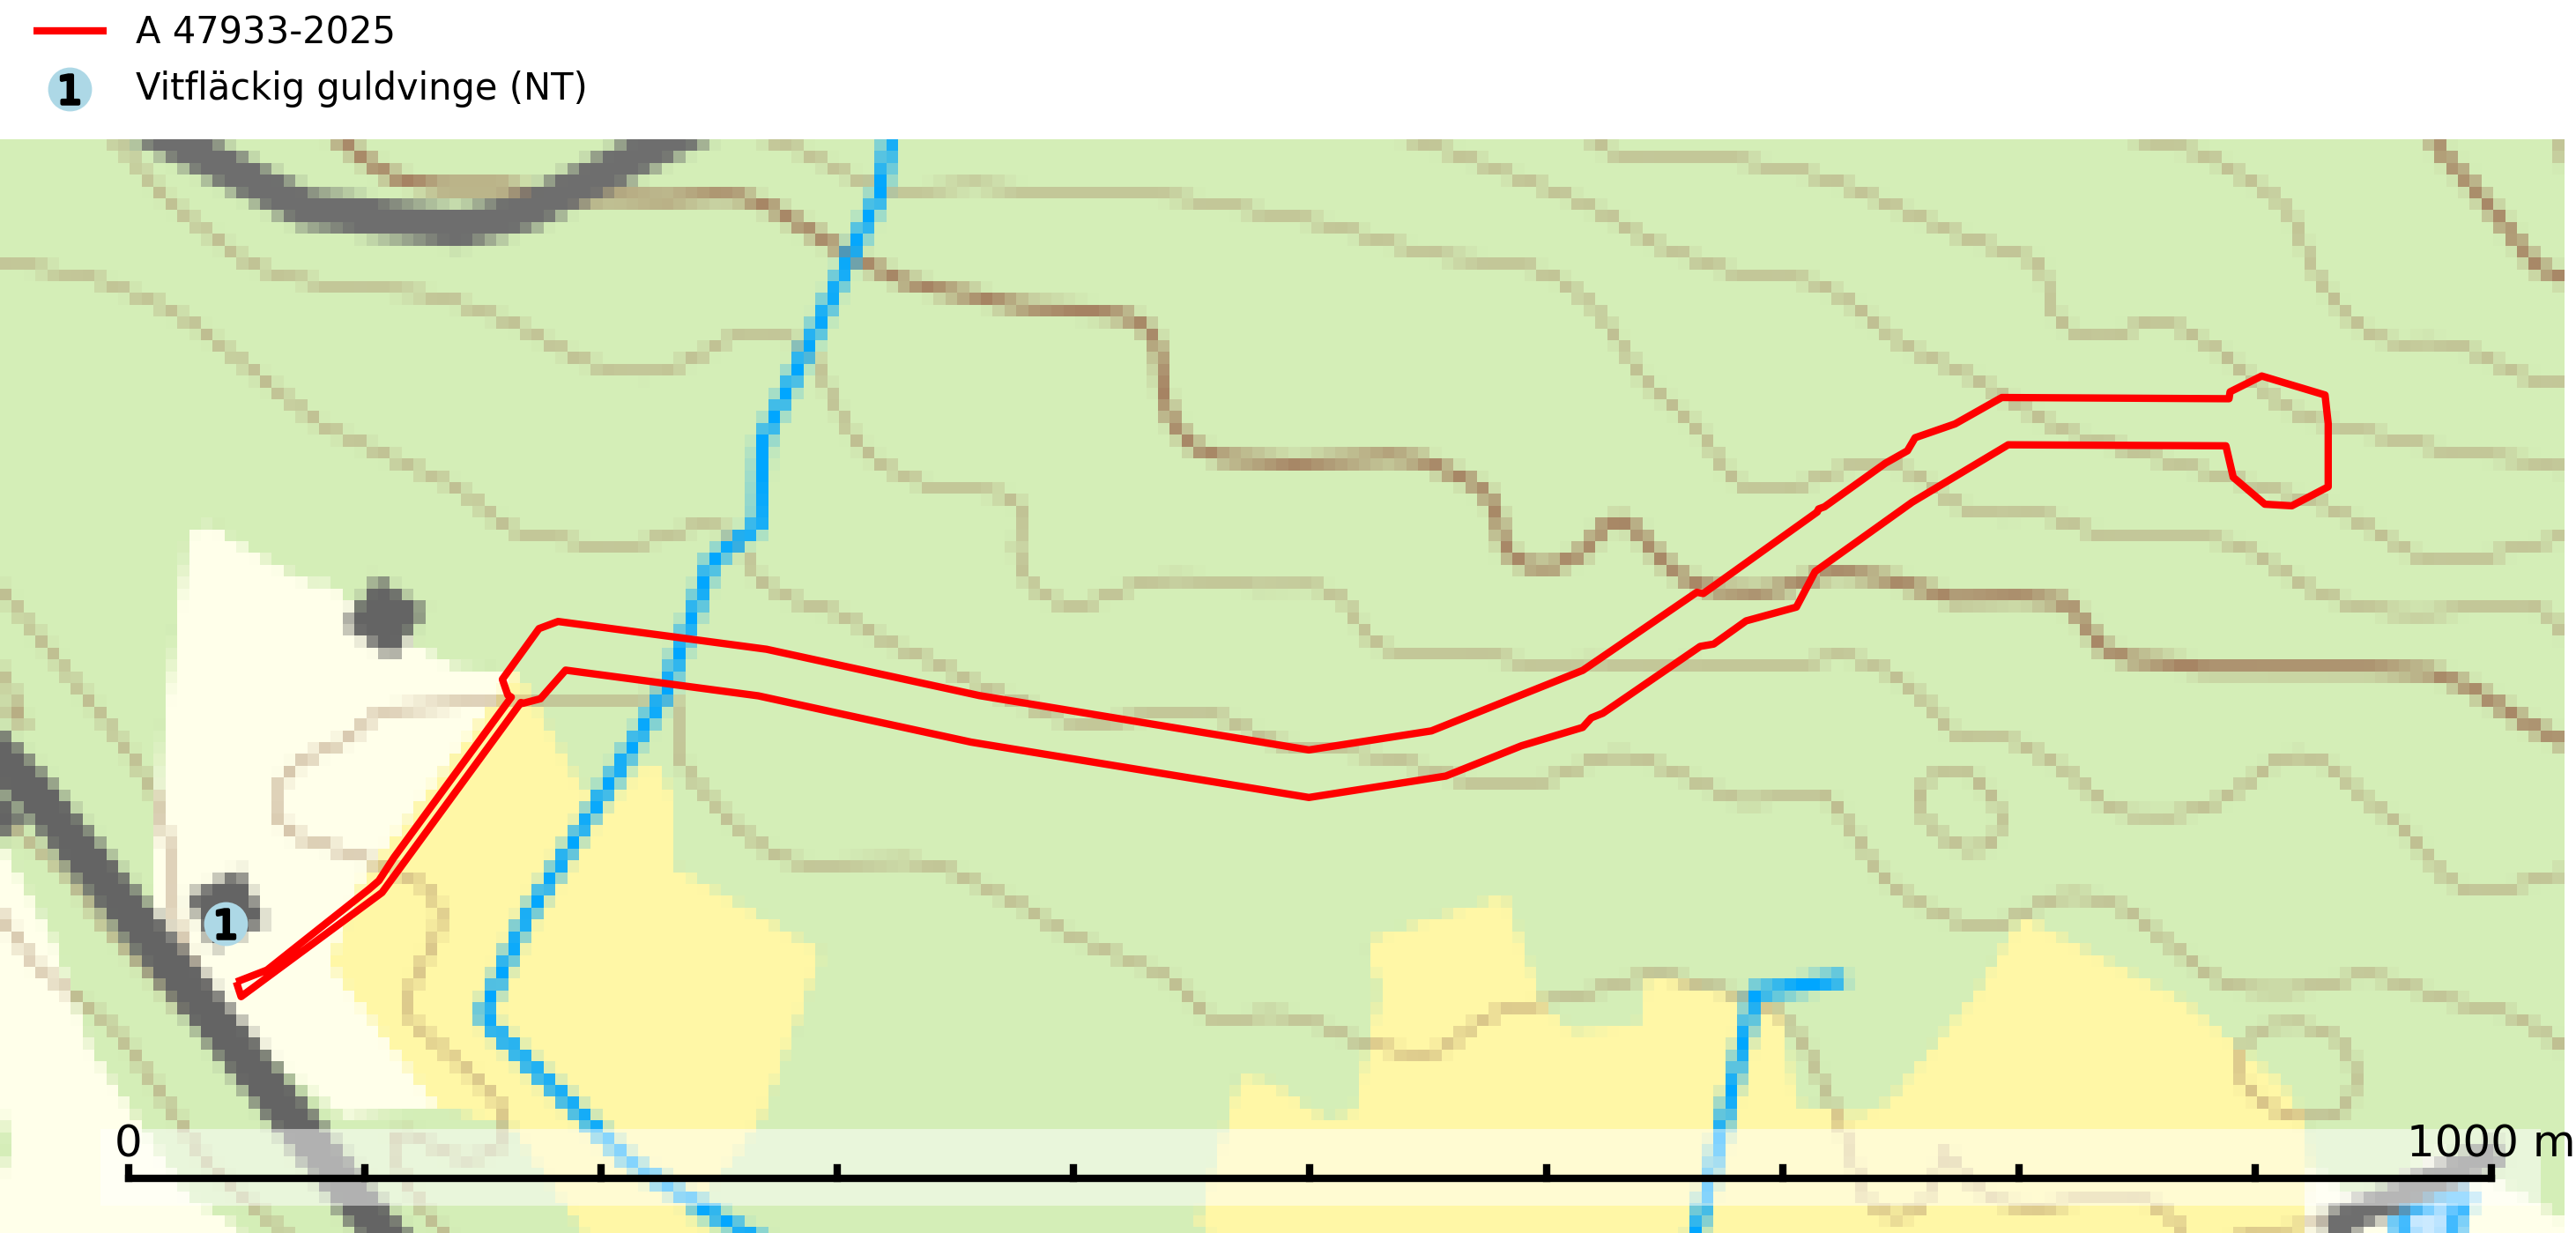 A 47933-2025
1 Vitfläckig guldvinge (NT)
1
0 1000 m